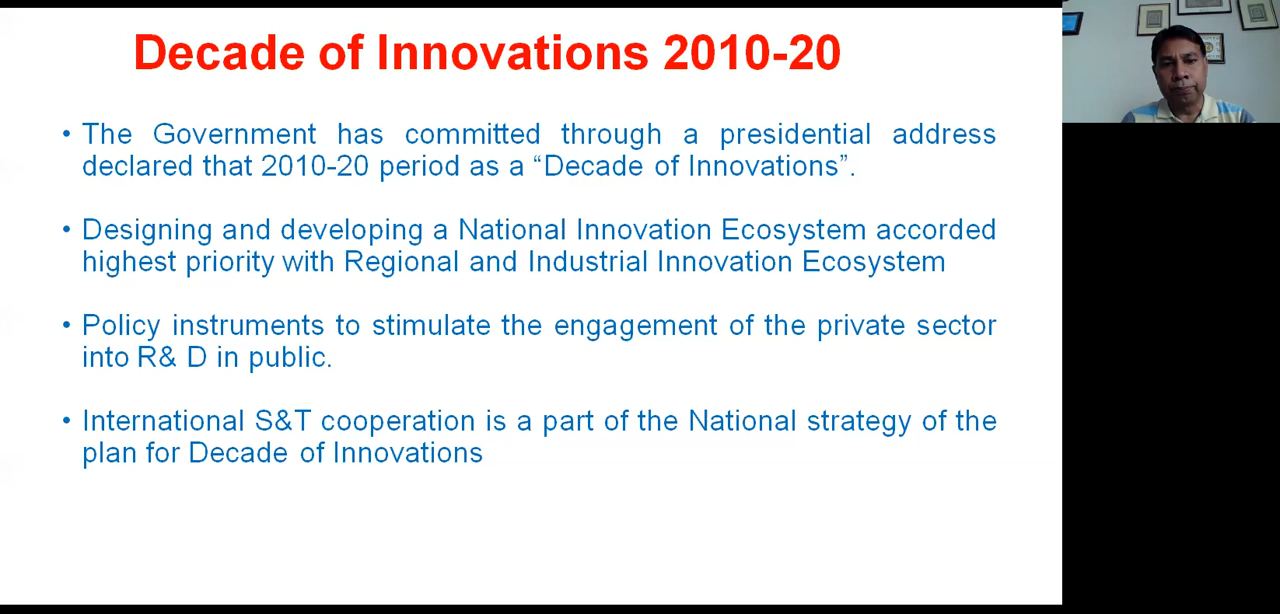 Decade of Innovations 2010-20
• The Government has committed through a presidential address
declared that 2010-20 period as a “Decade of Innovations”.
• Designing and developing a National Innovation Ecosystem accorded
highest priority with Regional and Industrial Innovation Ecosystem
• Policy instruments to stimulate the engagement of the private sector
into R& D in public.
• International S&T cooperation is a part of the National strategy of the
plan for Decade of Innovations